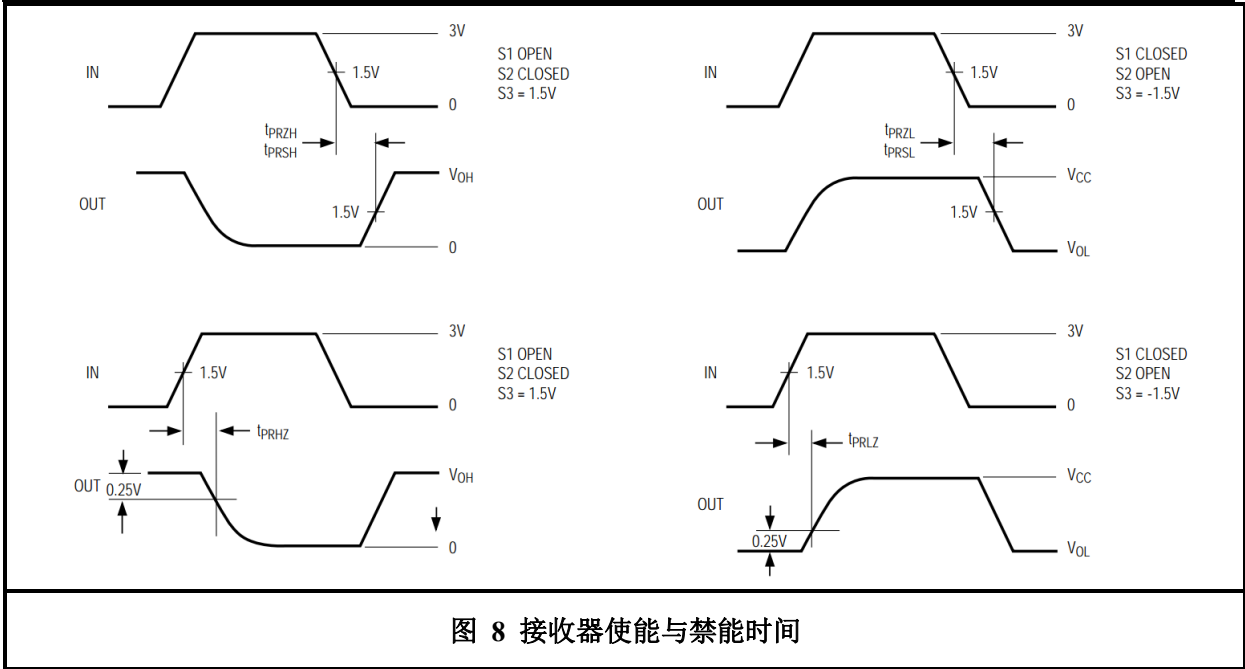 3V
IN
1.5V
0
S1 OPEN
S2 CLOSED
S3 = 1.5V
tPRZH
tPRSH
OUT
VOH
1.5V
0
3V
IN
1.5V
0
S1 CLOSED
S2 OPEN
S3 = -1.5V
tPRZL
tPRSL
OUT
VCC
1.5V
VOL
3V
IN
1.5V
0
S1 OPEN
S2 CLOSED
S3 = 1.5V
tPRHZ
OUT
0.25V
VOH
0
3V
IN
1.5V
0
S1 CLOSED
S2 OPEN
S3 = -1.5V
tPRLZ
OUT
0.25V
VCC
VOL
图 8 接收器使能与禁能时间